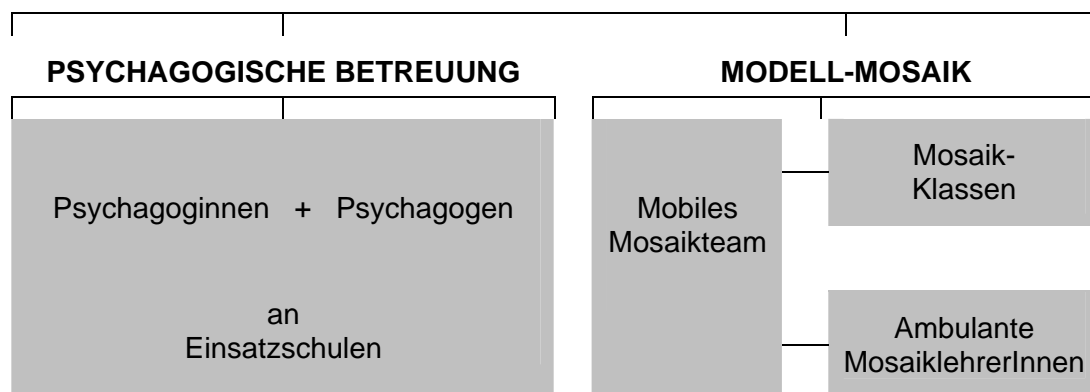 PSYCHAGOGISCHE BETREUUNG
Psychagoginnen + Psychagogen
an
Einsatzschulen
MODELL-MOSAIK
Mobiles
Mosaikteam
Mosaik-
Klassen
Ambulante
MosaiklehrerInnen